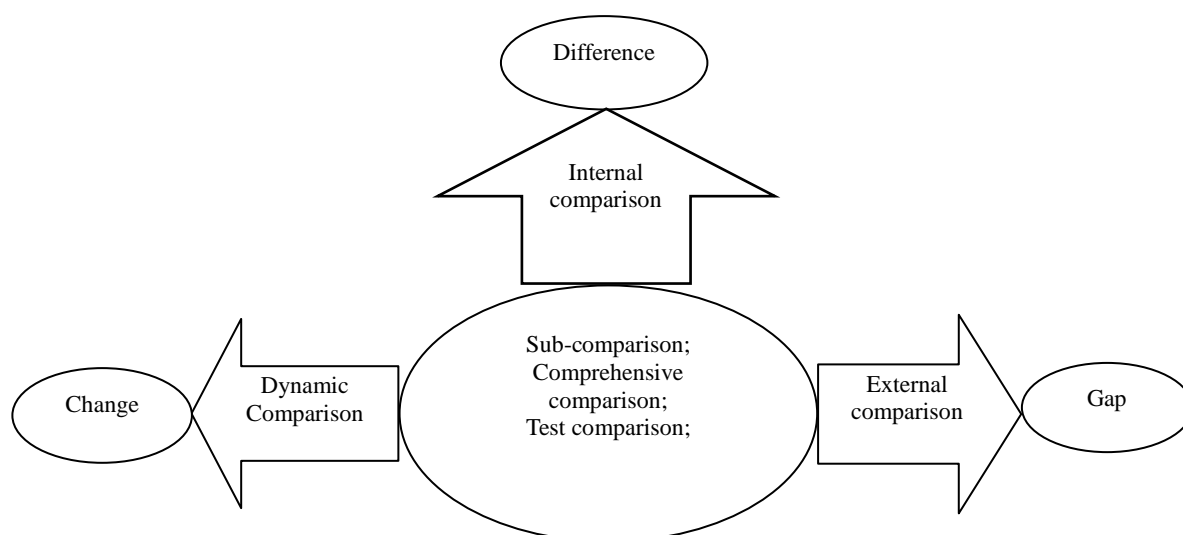 Difference
Internal
comparison
Sub-comparison;
Comprehensive
comparison;
Test comparison;
Dynamic
Comparison
Change
External
comparison
Gap